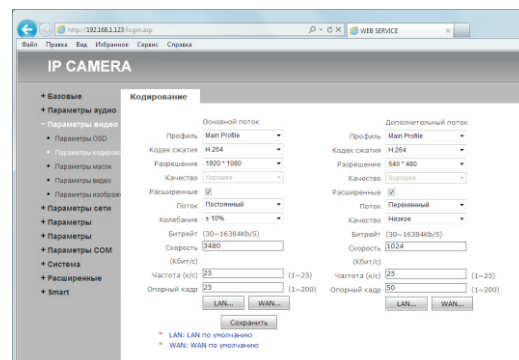 http://192.168.1.123/login.asp
WEB SERVICE
Файл Правка Вид Избранное Сервис Справка
IP CAMERA
+ Базовые
+ Параметры аудио
− Параметры видео
• Параметры OSD
• Параметры кодирова
• Параметры масок
• Параметры видео
• Параметры изображ
+ Параметры сети
+ Параметры
+ Параметры
+ Параметры COM
+ Система
+ Расширенные
+ Smart
Кодирование
Основной поток
Профиль Main Profile
Кодек сжатия H.264
Разрешение 1920 * 1080
Качество Хорошее
Расширенные
Поток Постоянный
Колебание ± 10%
Битрейт (30~16384Kb/S)
Скорость 3480
(Кбит/с)
Частота (к/с) 25 (1~25)
Опорный кадр 25 (1~200)
LAN... WAN...
Дополнительный поток
Профиль Main Profile
Кодек сжатия H.264
Разрешение 640 * 480
Качество Хорошее
Расширенные
Поток Переменный
Качество Низкое
Битрейт (30~16384Kb/S)
Скорость 1024
(Кбит/с)
Частота (к/с) 25 (1~25)
Опорный кадр 50 (1~200)
LAN... WAN...
Сохранить
* LAN: LAN по умолчанию
* WAN: WAN по умолчанию